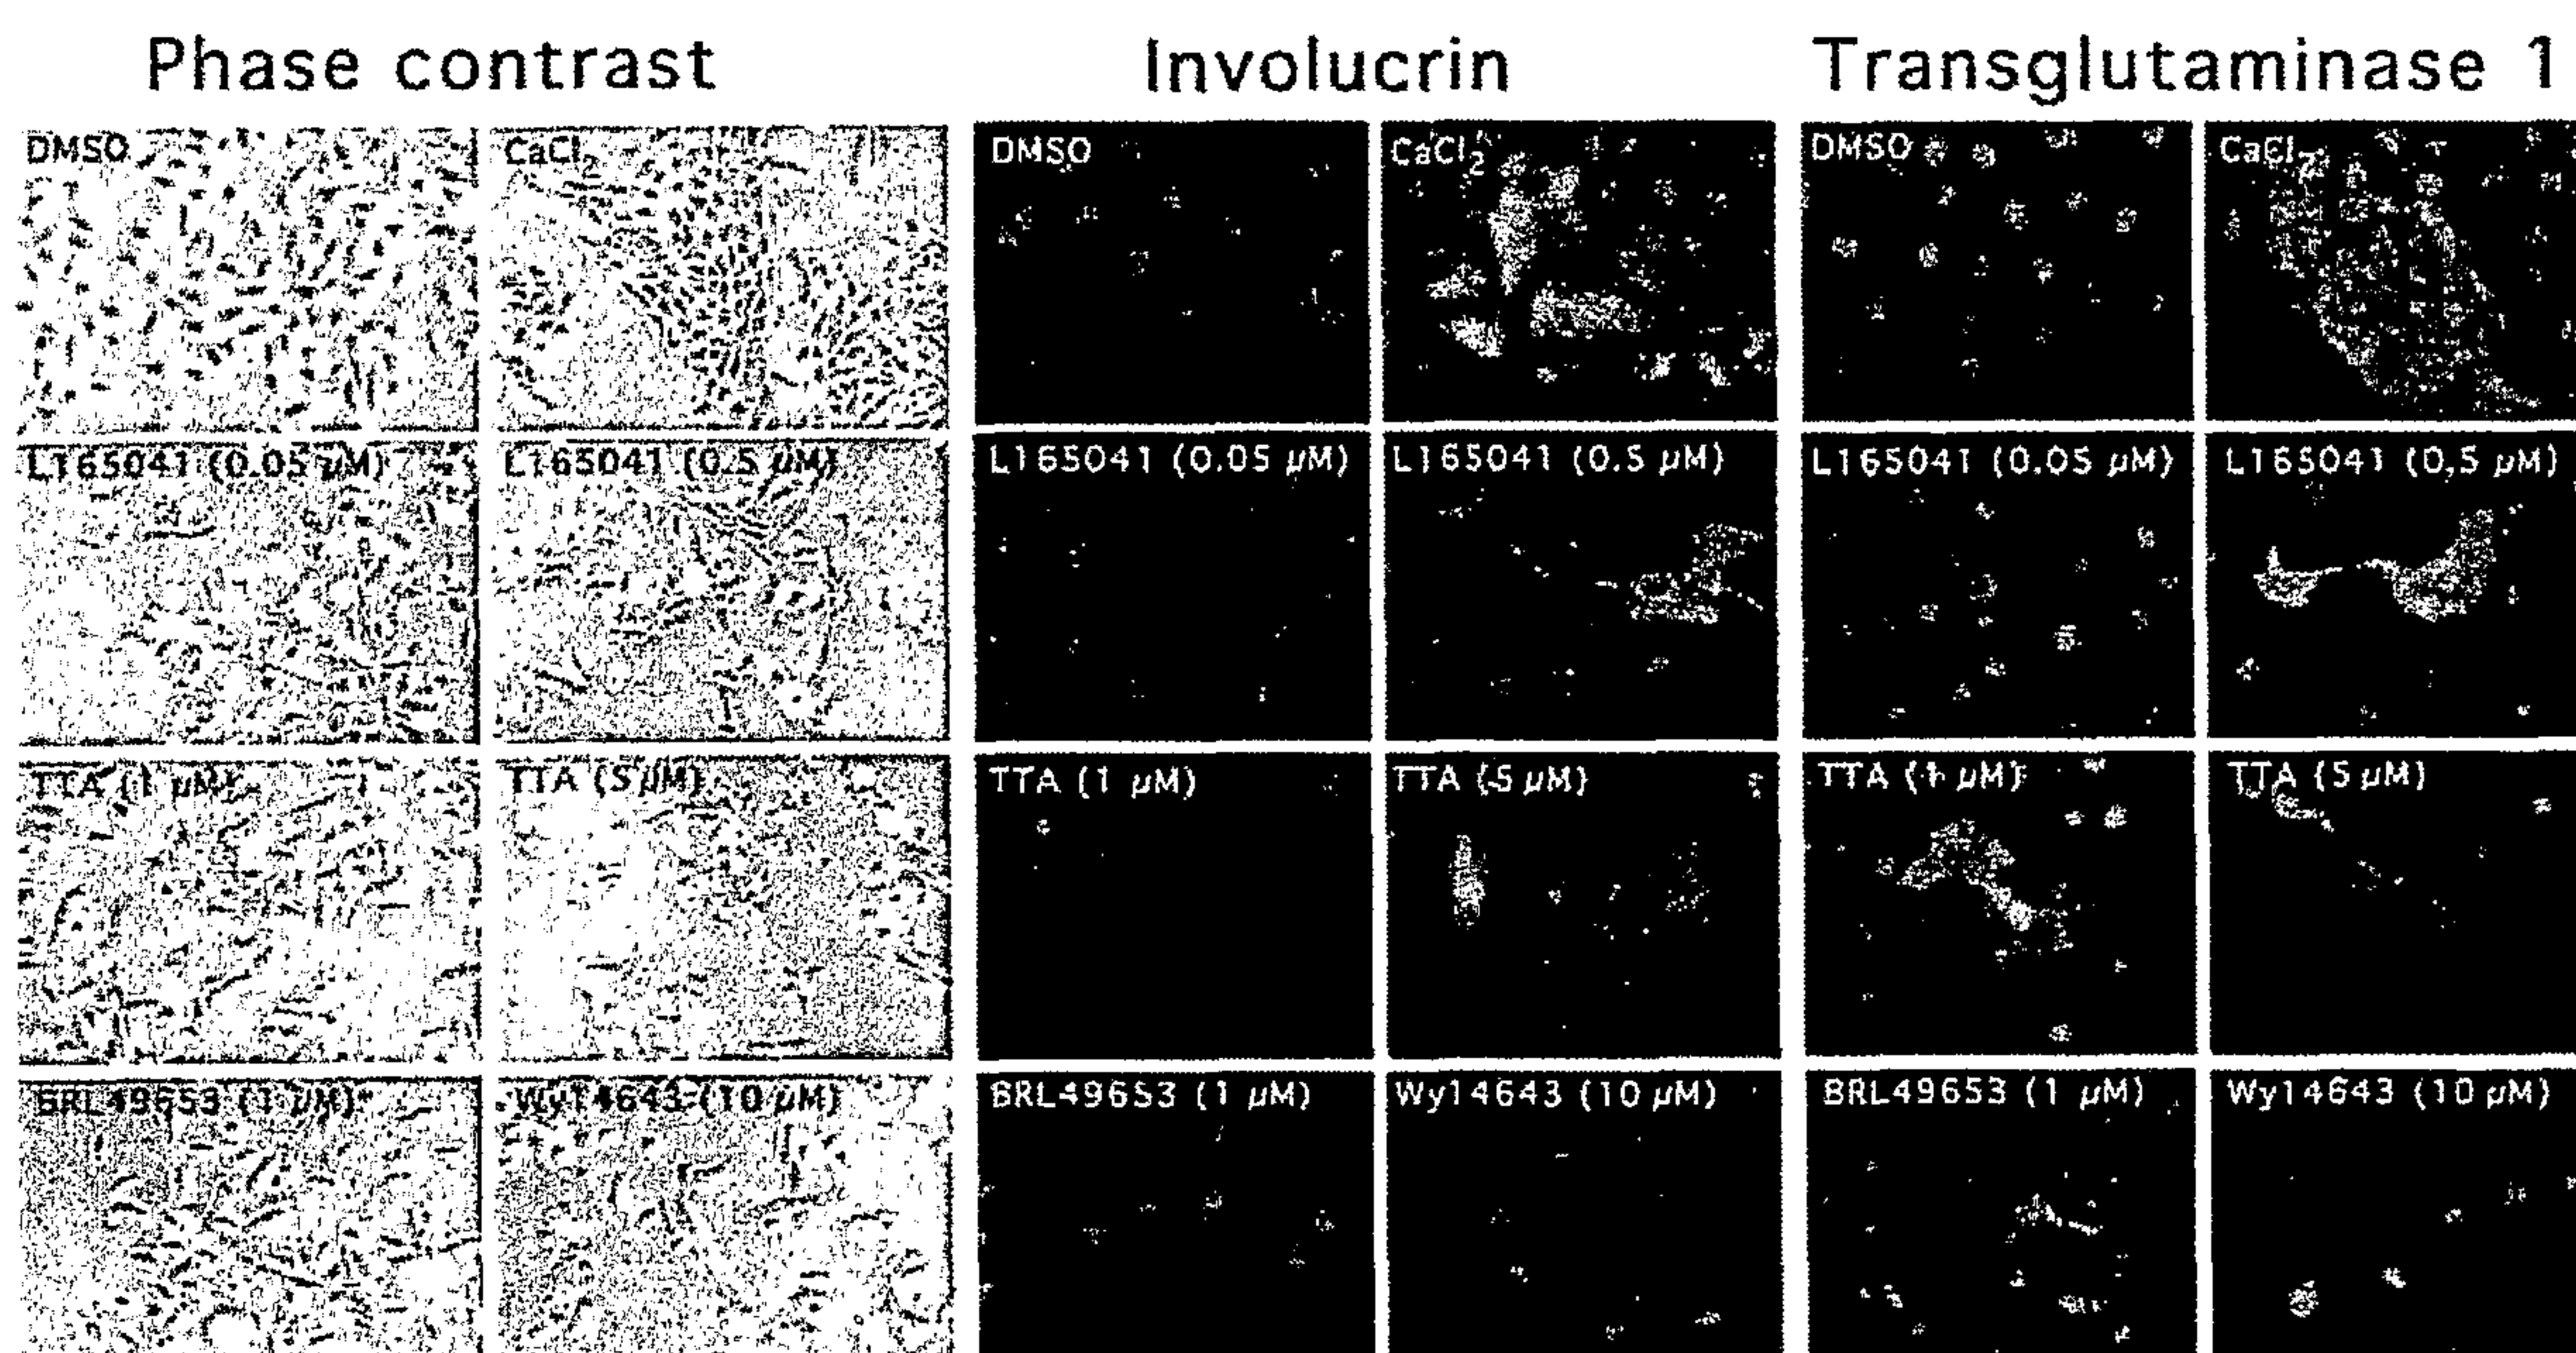 Phase contrast Involucrin Transglutaminase 1
DMSO CaCl2 DMSO CaCl2 DMSO CaCl2
L165041 (0.05 μM) L165041 (0.5 μM) L165041 (0.05 μM) L165041 (0.5 μM) L165041 (0.05 μM) L165041 (0,5 μM)
TTA (1 μM) TTA (5 μM) TTA (1 μM) TTA (5 μM) TTA (1 μM) TTA (5 μM)
BRL49653 (1 μM) Wy14643 (10 μM) BRL49653 (1 μM) Wy14643 (10 μM) BRL49653 (1 μM) Wy14643 (10 μM)